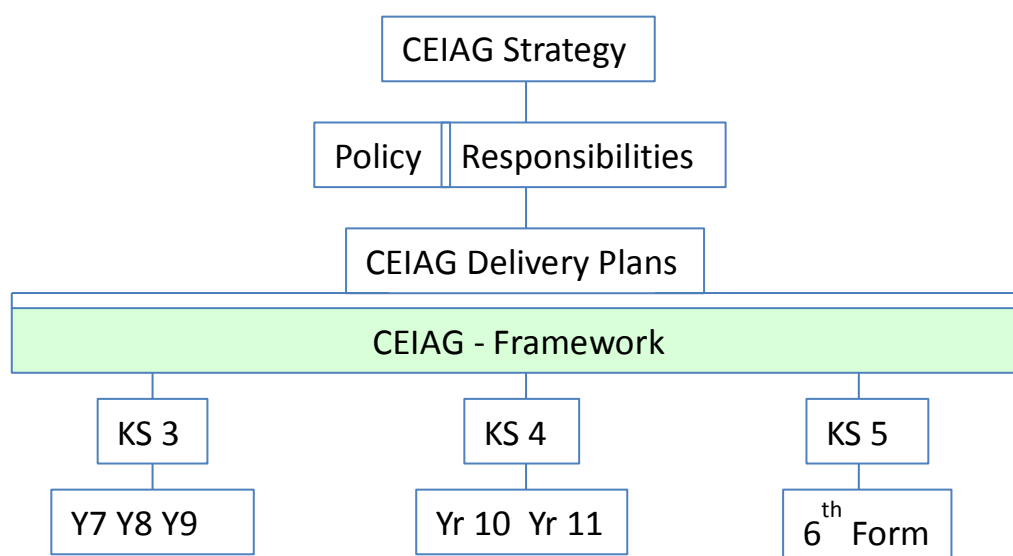 CEIAG Strategy
Policy Responsibilities
CEIAG Delivery Plans
CEIAG - Framework
KS 3 KS 4 KS 5
Y7 Y8 Y9 Yr 10 Yr 11 6th Form